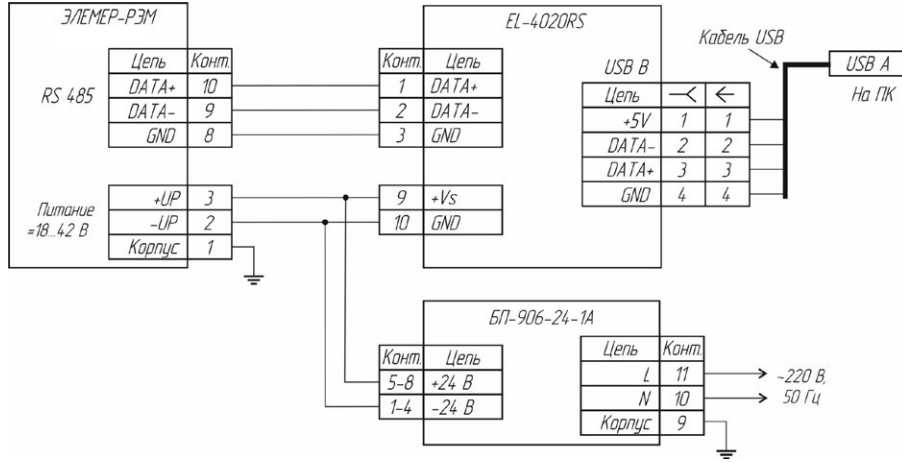 ЭЛЕМЕР-РЭМ
RS 485
Цепь Конт.
DATA+ 10
DATA- 9
GND 8
Питание
=18...42 В
+UP 3
-UP 2
Корпус 1
EL-4020RS
Конт. Цепь
1 DATA+
2 DATA-
3 GND
9 +Vs
10 GND
USB B
Цепь
+5V 1 1
DATA- 2 2
DATA+ 3 3
GND 4 4
Кабель USB
USB A
На ПК
БП-906-24-1А
Конт. Цепь
5-8 +24 В
1-4 -24 В
Цепь Конт.
L 11
N 10
Корпус 9
~220 В,
50 Гц